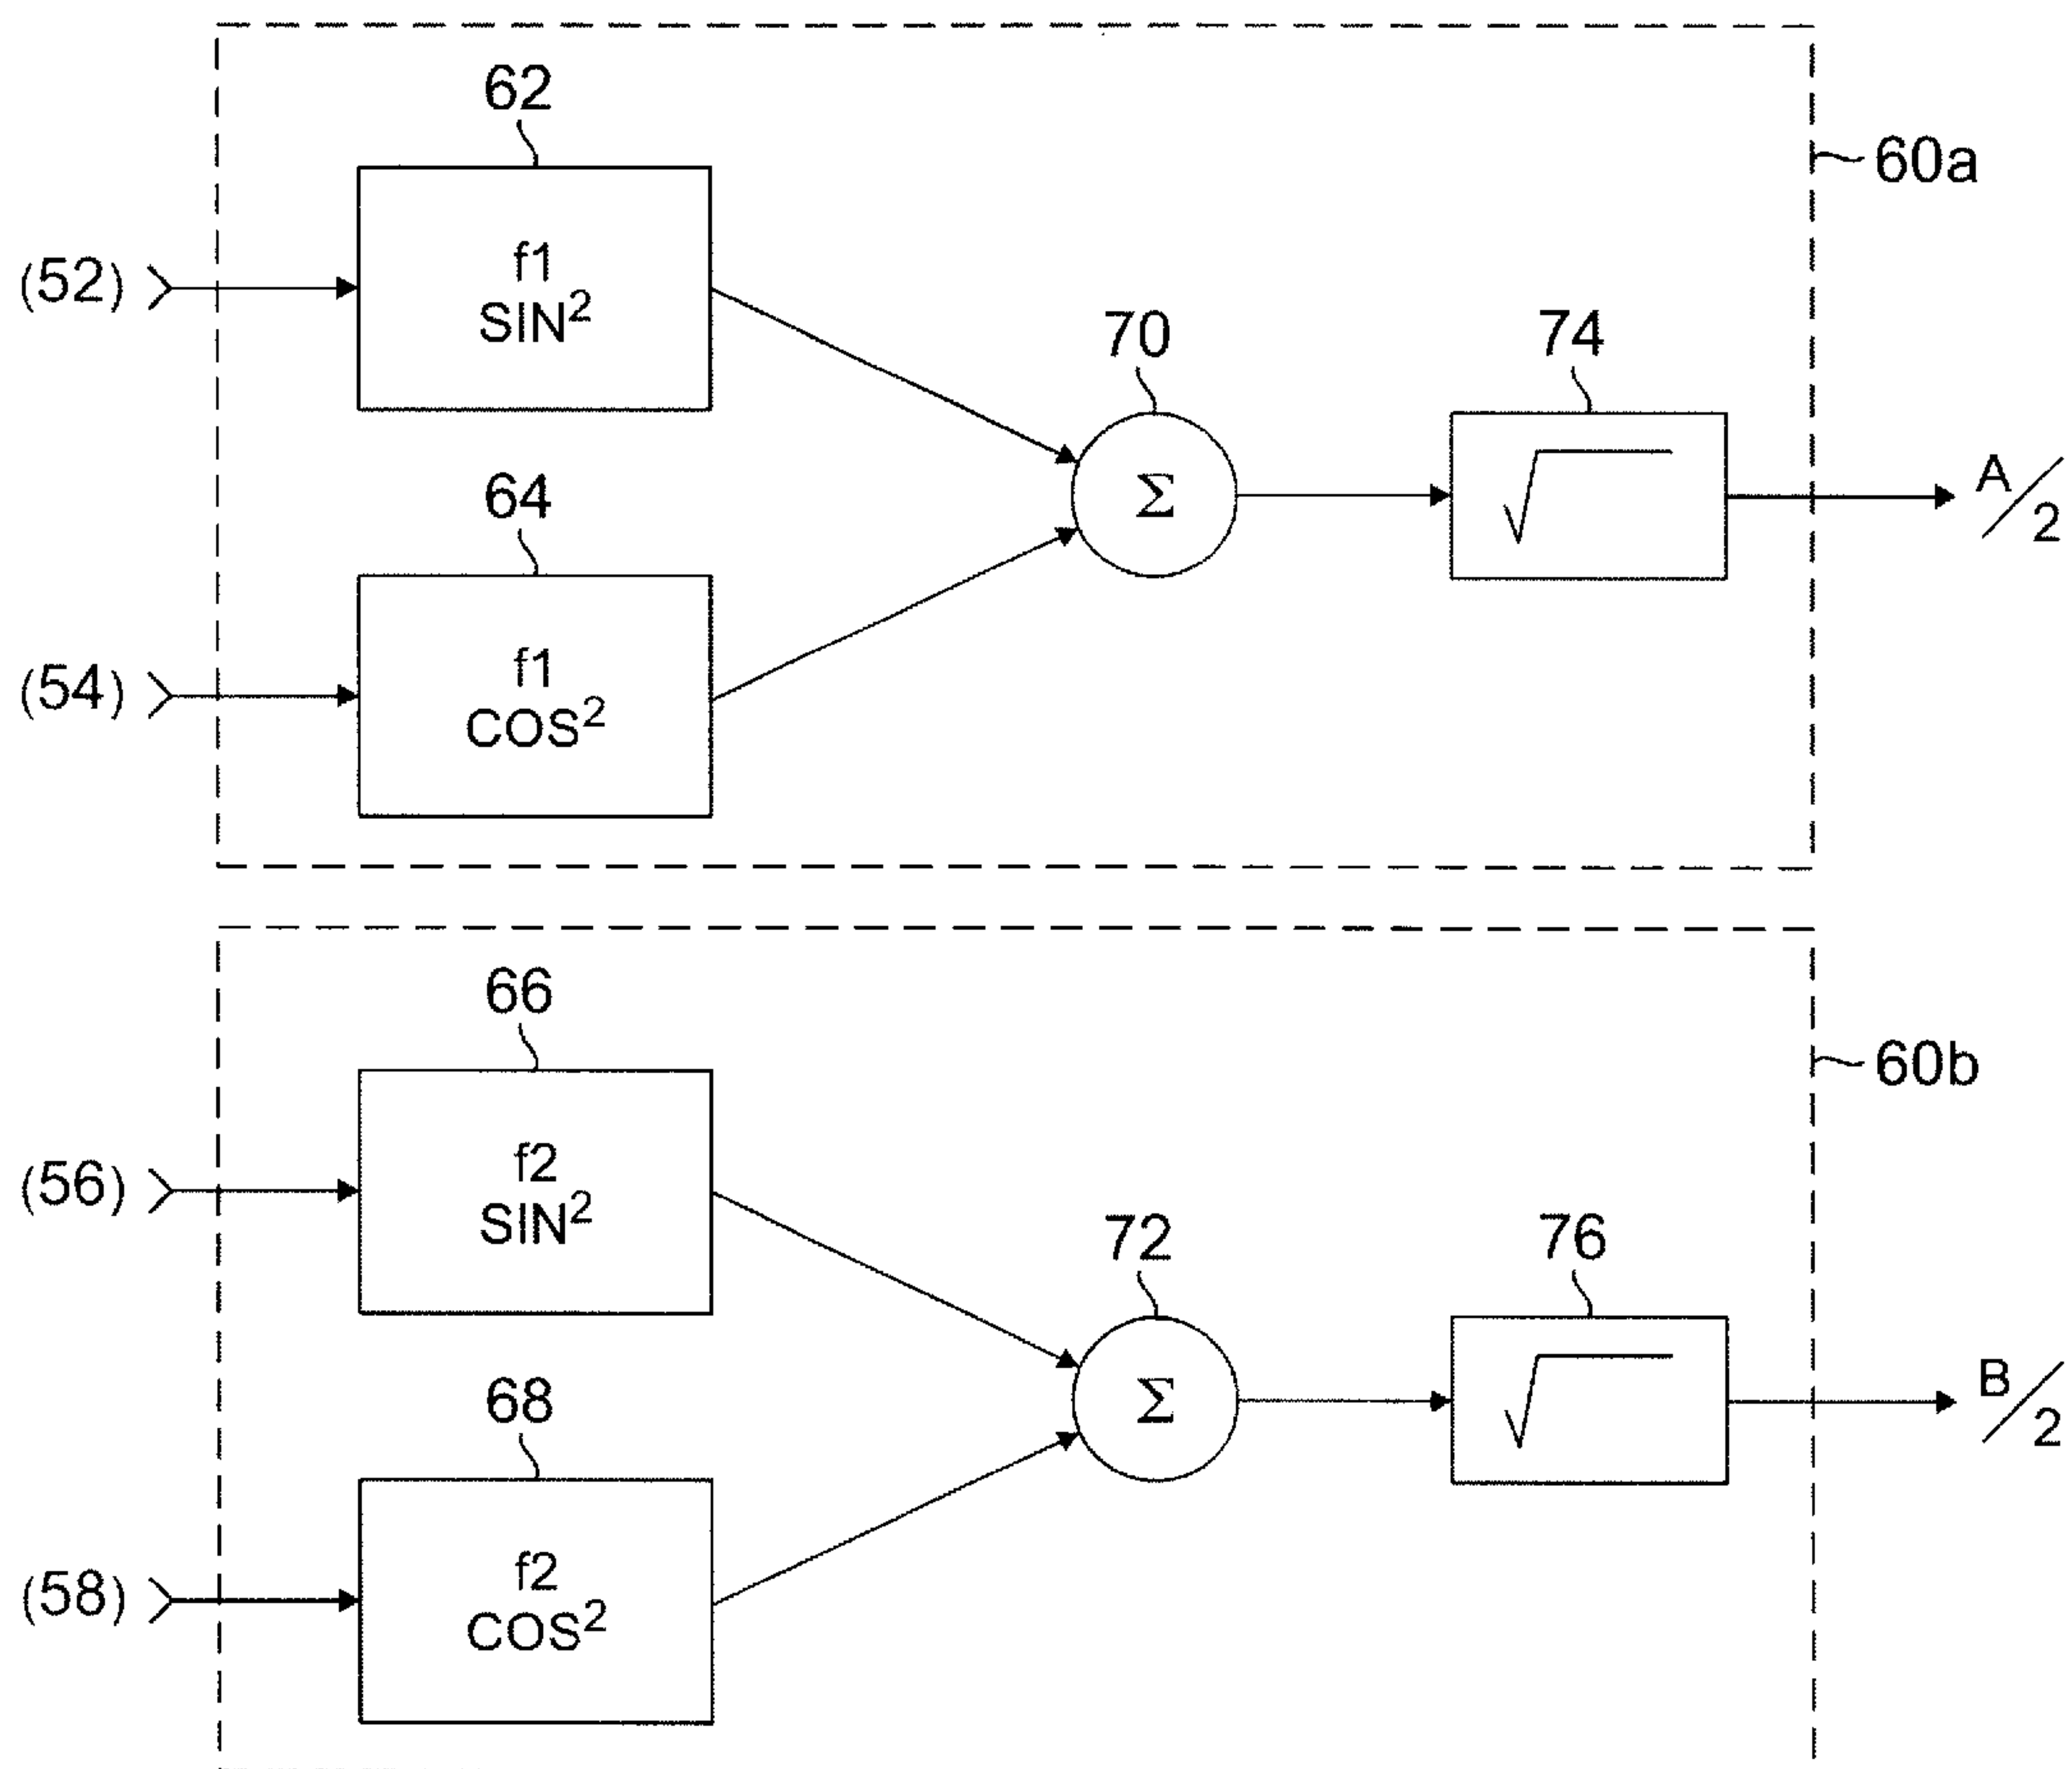 62
60a
(52)
f1
SIN²
70
74
Σ
√
A/2
64
(54)
f1
COS²
66
60b
(56)
f2
SIN²
72
76
Σ
√
B/2
68
(58)
f2
COS²